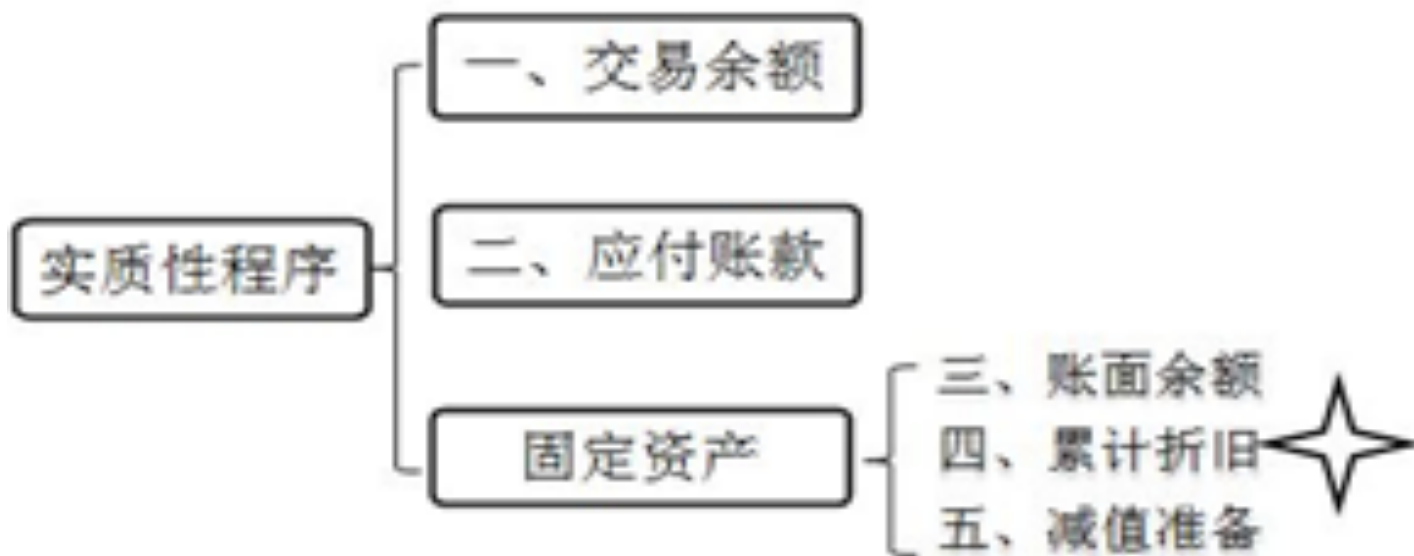 一、交易余额
二、应付账款
实质性程序
固定资产
三、账面余额
四、累计折旧
五、减值准备